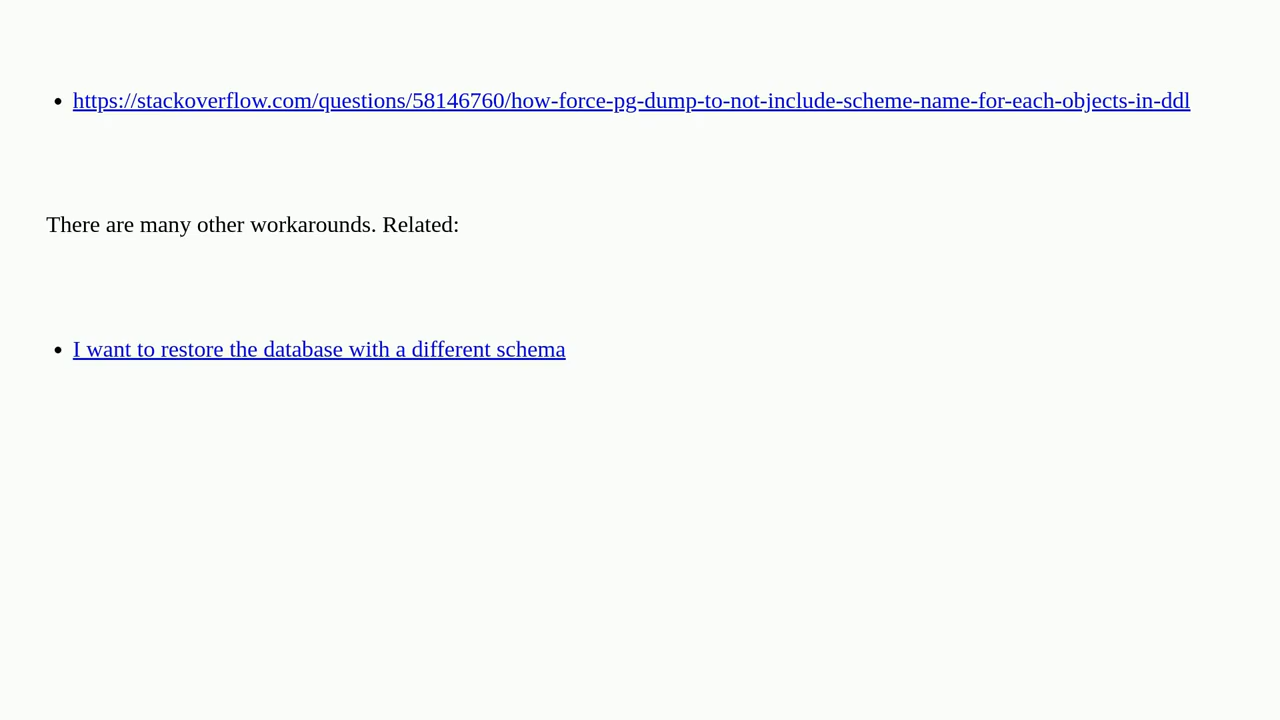 • https://stackoverflow.com/questions/58146760/how-force-pg-dump-to-not-include-scheme-name-for-each-objects-in-ddl
There are many other workarounds. Related:
• I want to restore the database with a different schema